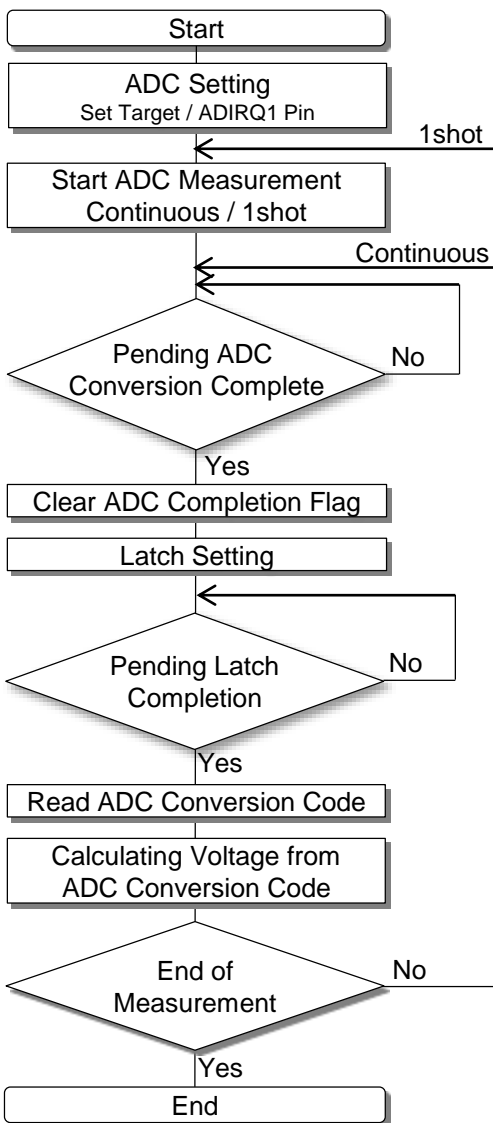 Start
ADC Setting
Set Target / ADIRQ1 Pin
1shot
Start ADC Measurement
Continuous / 1shot
Continuous
Pending ADC
Conversion Complete
No
Yes
Clear ADC Completion Flag
Latch Setting
Pending Latch
Completion
No
Yes
Read ADC Conversion Code
Calculating Voltage from
ADC Conversion Code
End of
Measurement
No
Yes
End